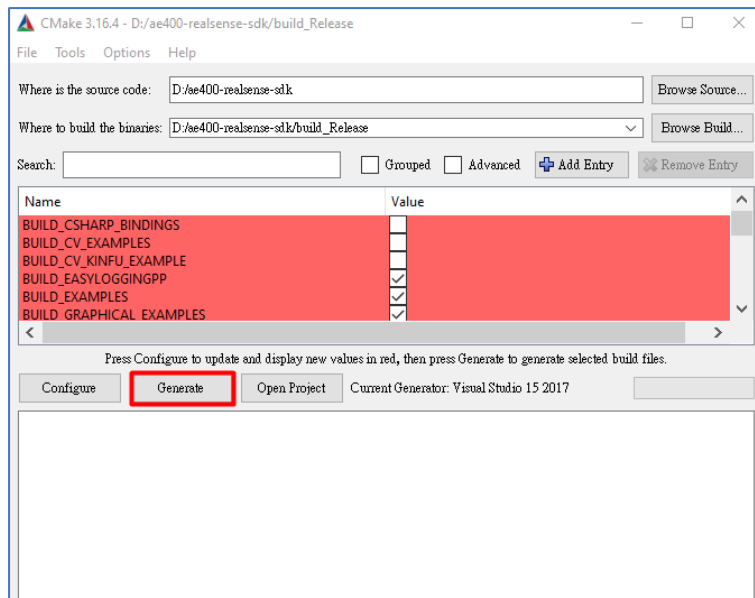 CMake 3.16.4 - D:/ae400-realsense-sdk/build_Release
File Tools Options Help
Where is the source code: D:/ae400-realsense-sdk Browse Source...
Where to build the binaries: D:/ae400-realsense-sdk/build_Release Browse Build...
Search: Grouped Advanced Add Entry Remove Entry
Name Value
BUILD_CSHARP_BINDINGS
BUILD_CV_EXAMPLES
BUILD_CV_KINFU_EXAMPLE
BUILD_EASYLOGGINGPP
BUILD_EXAMPLES
BUILD_GRAPHICAL_EXAMPLES
Press Configure to update and display new values in red, then press Generate to generate selected build files.
Configure Generate Open Project Current Generator: Visual Studio 15 2017